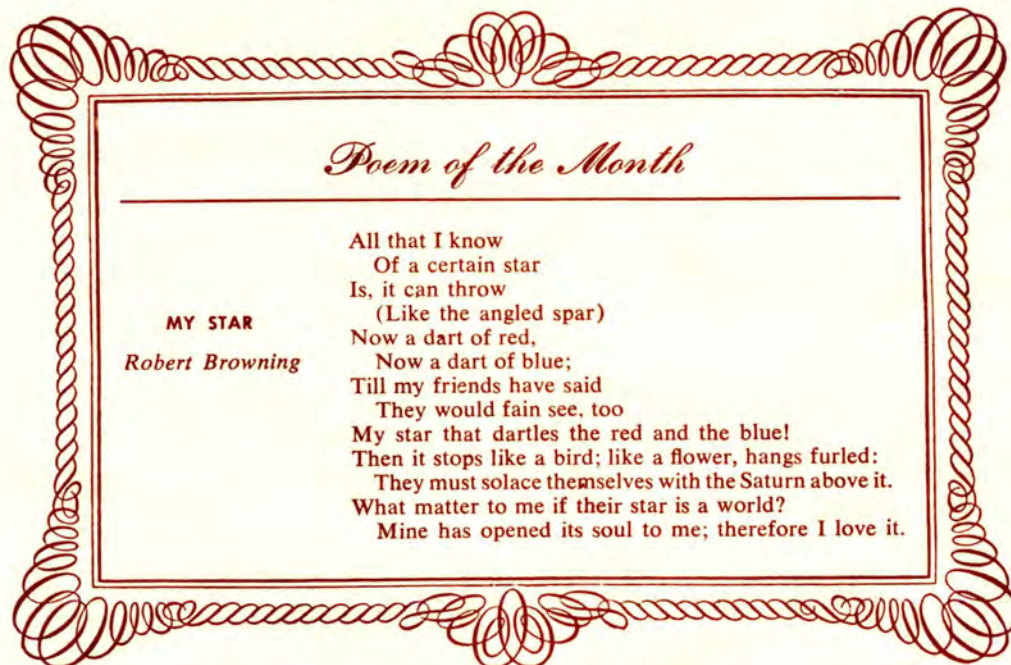 Poem of the Month
MY STAR
Robert Browning
All that I know
Of a certain star
Is, it can throw
(Like the angled spar)
Now a dart of red,
Now a dart of blue;
Till my friends have said
They would fain see, too
My star that dartles the red and the blue!
Then it stops like a bird; like a flower, hangs furled:
They must solace themselves with the Saturn above it.
What matter to me if their star is a world?
Mine has opened its soul to me; therefore I love it.